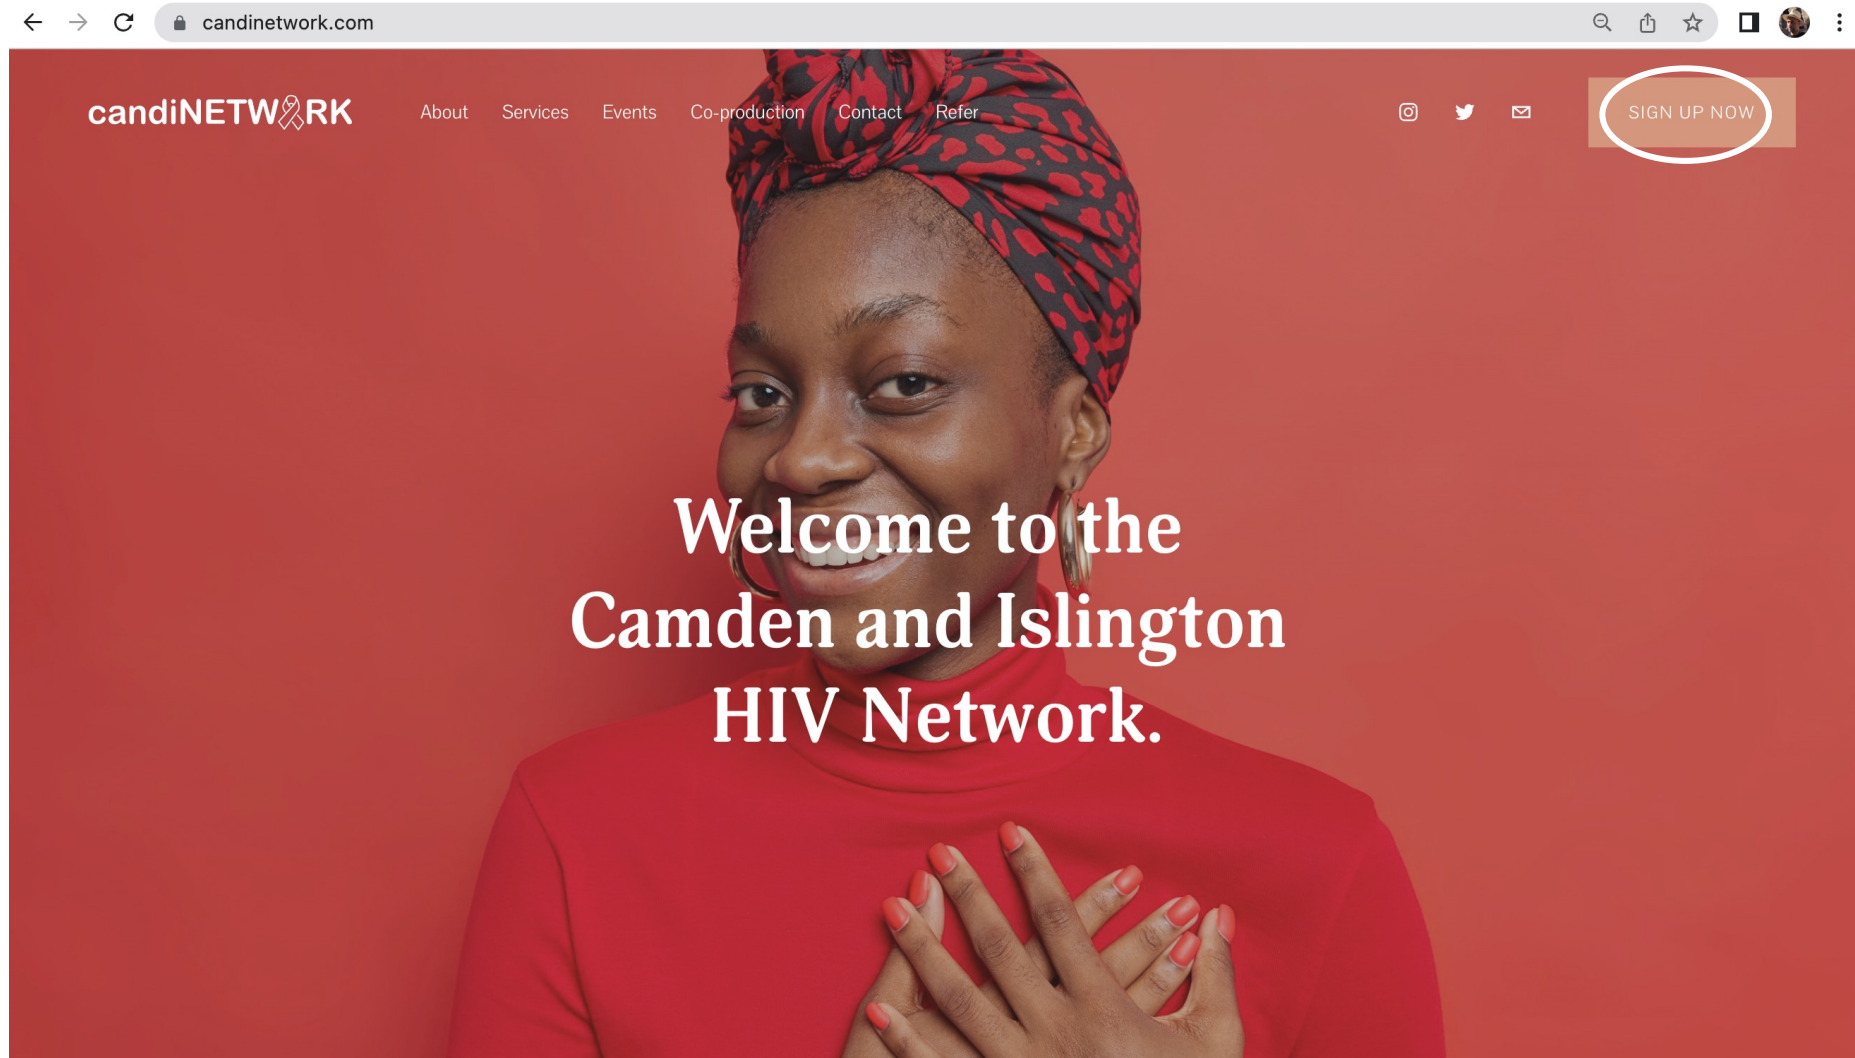 candinetwork.com
candiNETWORK
About Services Events Co-production Contact Refer
SIGN UP NOW
Welcome to the
Camden and Islington
HIV Network.